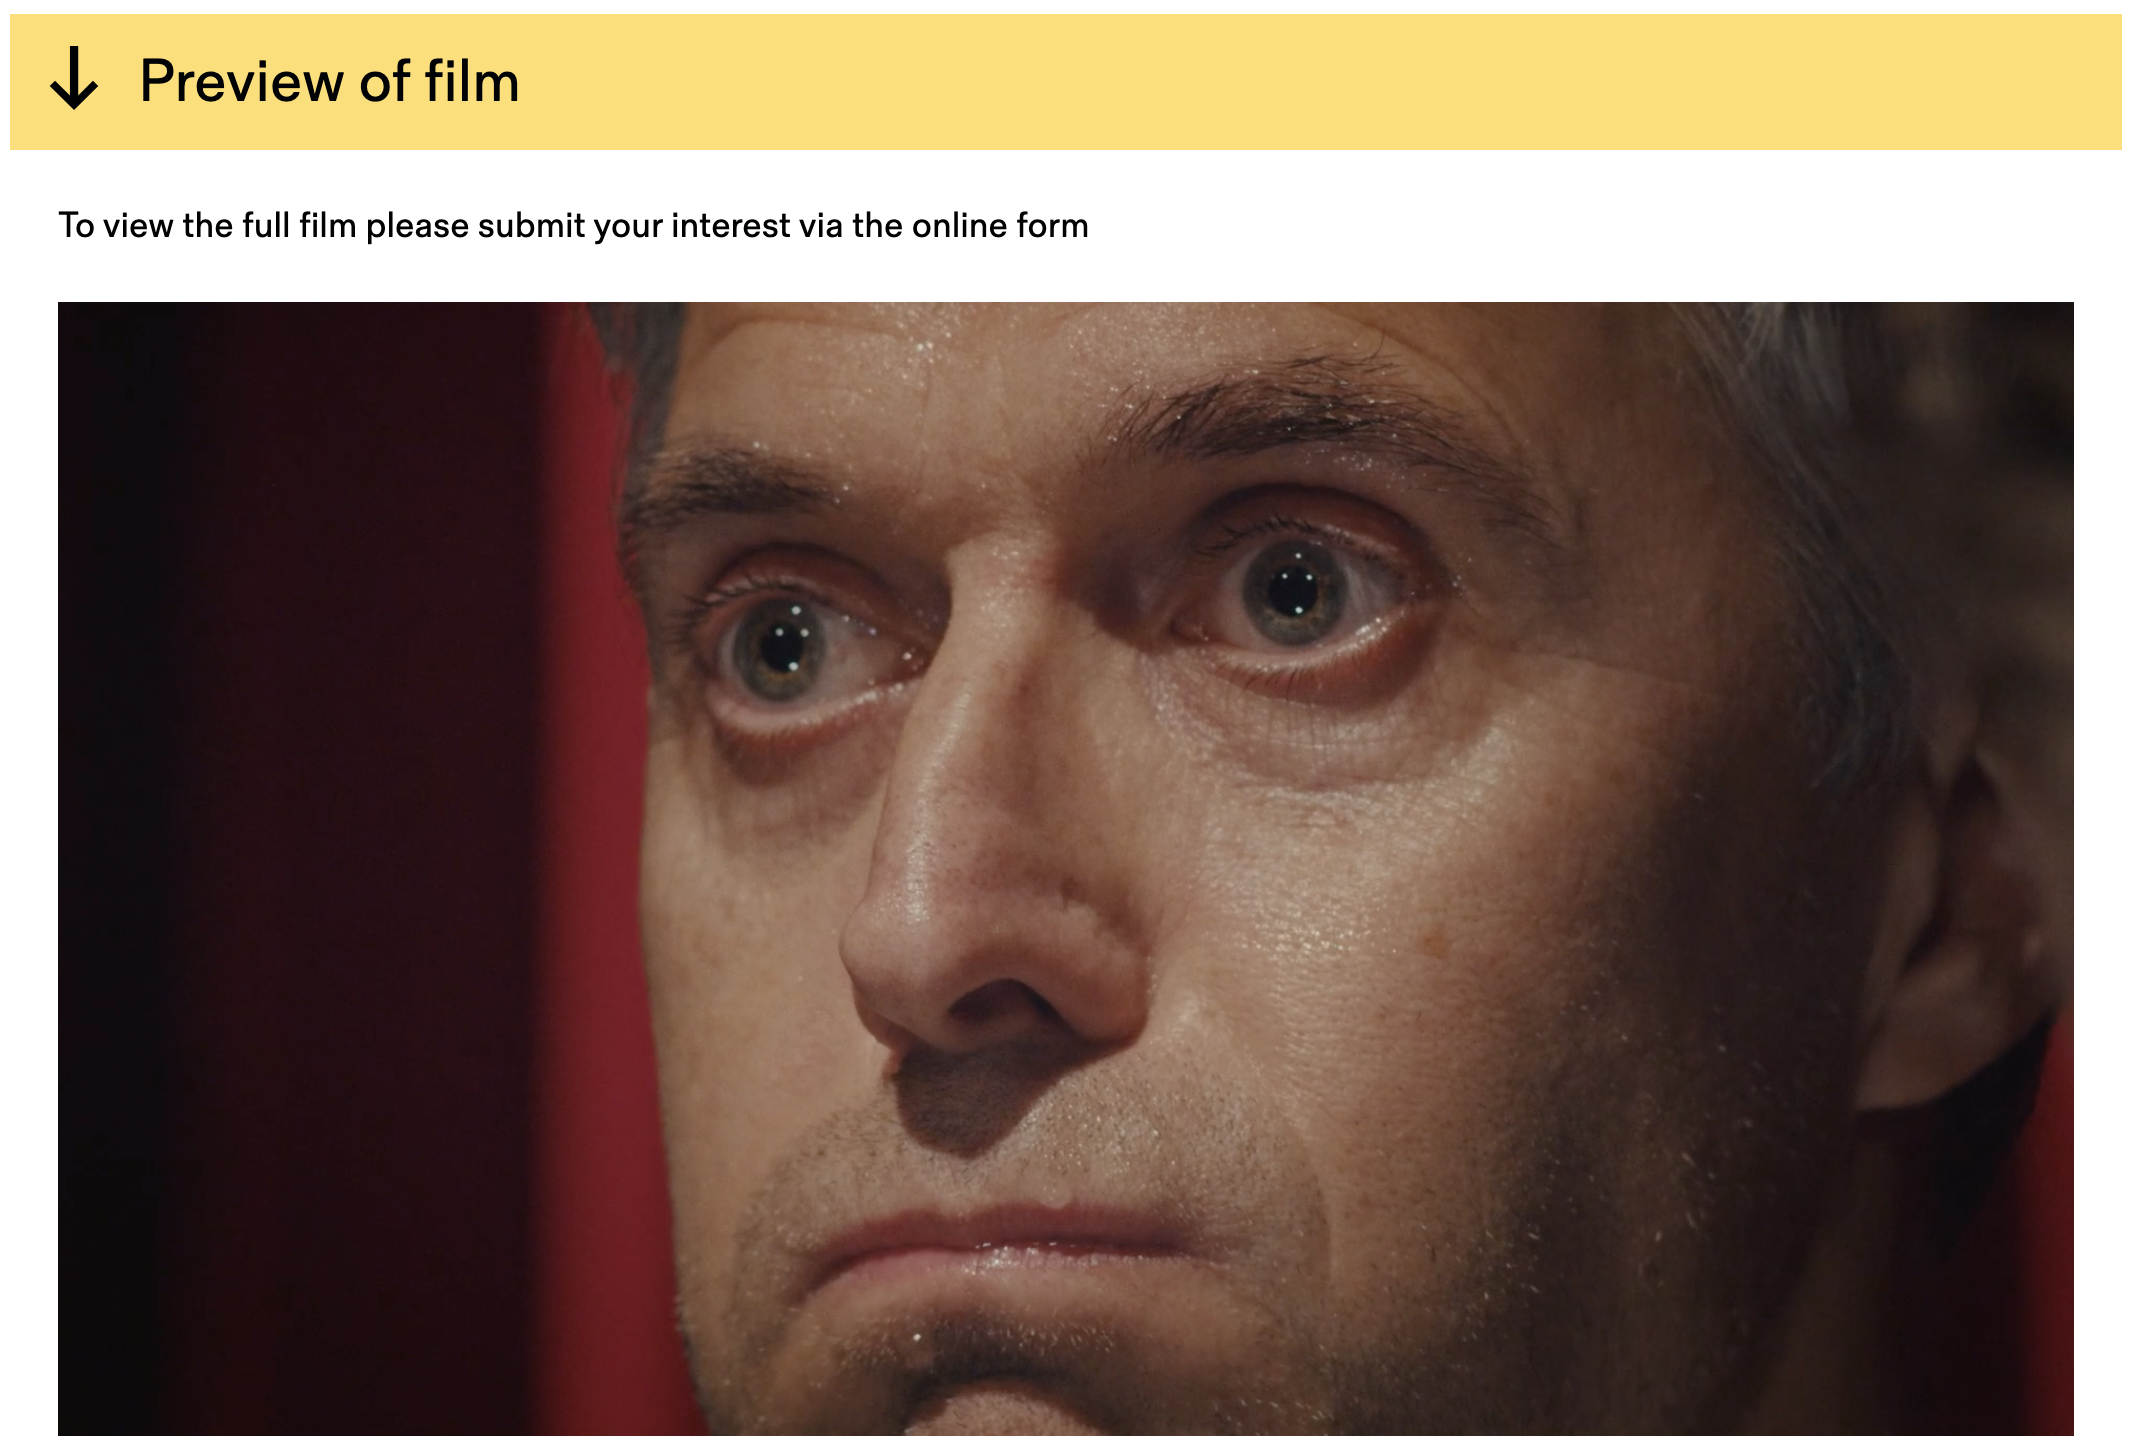 Preview of film
To view the full film please submit your interest via the online form